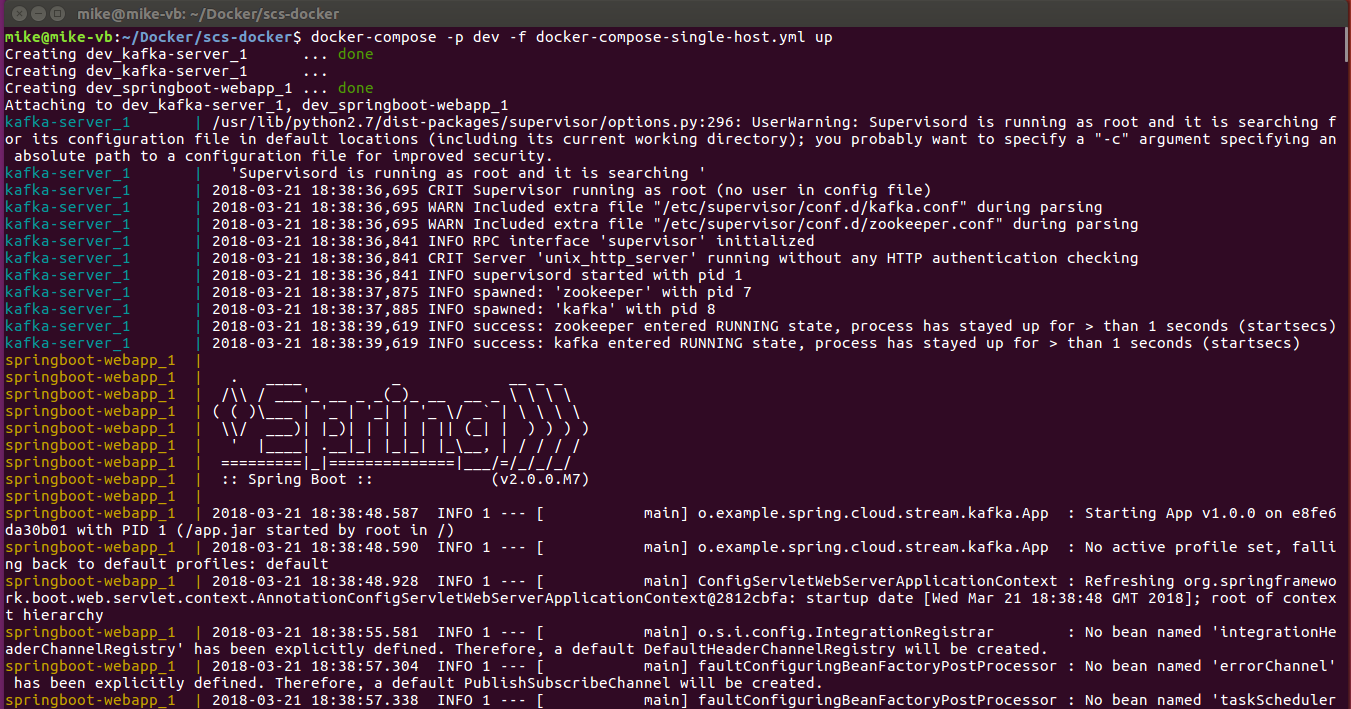 mike@mike-vb: ~/Docker/scs-docker
mike@mike-vb:~/Docker/scs-docker$ docker-compose -p dev -f docker-compose-single-host.yml up
Creating dev_kafka-server_1      ... done
Creating dev_kafka-server_1      ...
Creating dev_springboot-webapp_1 ... done
Attaching to dev_kafka-server_1, dev_springboot-webapp_1
kafka-server_1       | /usr/lib/python2.7/dist-packages/supervisor/options.py:296: UserWarning: Supervisord is running as root and it is searching f
or its configuration file in default locations (including its current working directory); you probably want to specify a "-c" argument specifying an
 absolute path to a configuration file for improved security.
kafka-server_1       |   'Supervisord is running as root and it is searching '
kafka-server_1       | 2018-03-21 18:38:36,695 CRIT Supervisor running as root (no user in config file)
kafka-server_1       | 2018-03-21 18:38:36,695 WARN Included extra file "/etc/supervisor/conf.d/kafka.conf" during parsing
kafka-server_1       | 2018-03-21 18:38:36,695 WARN Included extra file "/etc/supervisor/conf.d/zookeeper.conf" during parsing
kafka-server_1       | 2018-03-21 18:38:36,841 INFO RPC interface 'supervisor' initialized
kafka-server_1       | 2018-03-21 18:38:36,841 CRIT Server 'unix_http_server' running without any HTTP authentication checking
kafka-server_1       | 2018-03-21 18:38:36,841 INFO supervisord started with pid 1
kafka-server_1       | 2018-03-21 18:38:37,875 INFO spawned: 'zookeeper' with pid 7
kafka-server_1       | 2018-03-21 18:38:37,885 INFO spawned: 'kafka' with pid 8
kafka-server_1       | 2018-03-21 18:38:39,619 INFO success: zookeeper entered RUNNING state, process has stayed up for > than 1 seconds (startsecs)
kafka-server_1       | 2018-03-21 18:38:39,619 INFO success: kafka entered RUNNING state, process has stayed up for > than 1 seconds (startsecs)
springboot-webapp_1  |
springboot-webapp_1  |   .   ____          _            __ _ _
springboot-webapp_1  |  /\\ / ___'_ __ _ _(_)_ __  __ _ \ \ \ \
springboot-webapp_1  | ( ( )\___ | '_ | '_| | '_ \/ _` | \ \ \ \
springboot-webapp_1  |  \\/  ___)| |_)| | | | | || (_| |  ) ) ) )
springboot-webapp_1  |   '  |____| .__|_| |_|_| |_\__, | / / / /
springboot-webapp_1  |  =========|_|==============|___/=/_/_/_/
springboot-webapp_1  |  :: Spring Boot ::             (v2.0.0.M7)
springboot-webapp_1  |
springboot-webapp_1  | 2018-03-21 18:38:48.587  INFO 1 --- [           main] o.example.spring.cloud.stream.kafka.App  : Starting App v1.0.0 on e8fe6
da30b01 with PID 1 (/app.jar started by root in /)
springboot-webapp_1  | 2018-03-21 18:38:48.590  INFO 1 --- [           main] o.example.spring.cloud.stream.kafka.App  : No active profile set, falli
ng back to default profiles: default
springboot-webapp_1  | 2018-03-21 18:38:48.928  INFO 1 --- [           main] ConfigServletWebServerApplicationContext : Refreshing org.springframewo
rk.boot.web.servlet.context.AnnotationConfigServletWebServerApplicationContext@2812cbfa: startup date [Wed Mar 21 18:38:48 GMT 2018]; root of contex
t hierarchy
springboot-webapp_1  | 2018-03-21 18:38:55.581  INFO 1 --- [           main] o.s.i.config.IntegrationRegistrar        : No bean named 'integrationHe
aderChannelRegistry' has been explicitly defined. Therefore, a default DefaultHeaderChannelRegistry will be created.
springboot-webapp_1  | 2018-03-21 18:38:57.304  INFO 1 --- [           main] faultConfiguringBeanFactoryPostProcessor : No bean named 'errorChannel'
 has been explicitly defined. Therefore, a default PublishSubscribeChannel will be created.
springboot-webapp_1  | 2018-03-21 18:38:57.338  INFO 1 --- [           main] faultConfiguringBeanFactoryPostProcessor : No bean named 'taskScheduler